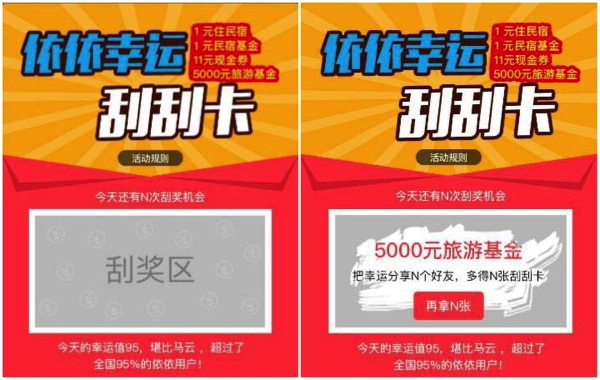 依依幸运
1 元住民宿
1 元民宿基金
11元现金券
5000元旅游基金
刮刮卡
活动规则
今天还有N次刮奖机会
刮奖区
今天的幸运值95，堪比马云，超过了
全国95%的依依用户！
依依幸运
1 元住民宿
1 元民宿基金
11元现金券
5000元旅游基金
刮刮卡
活动规则
今天还有N次刮奖机会
5000元旅游基金
把幸运分享N个好友，多得N张刮刮卡
再拿N张
今天的幸运值95，堪比马云，超过了
全国95%的依依用户！